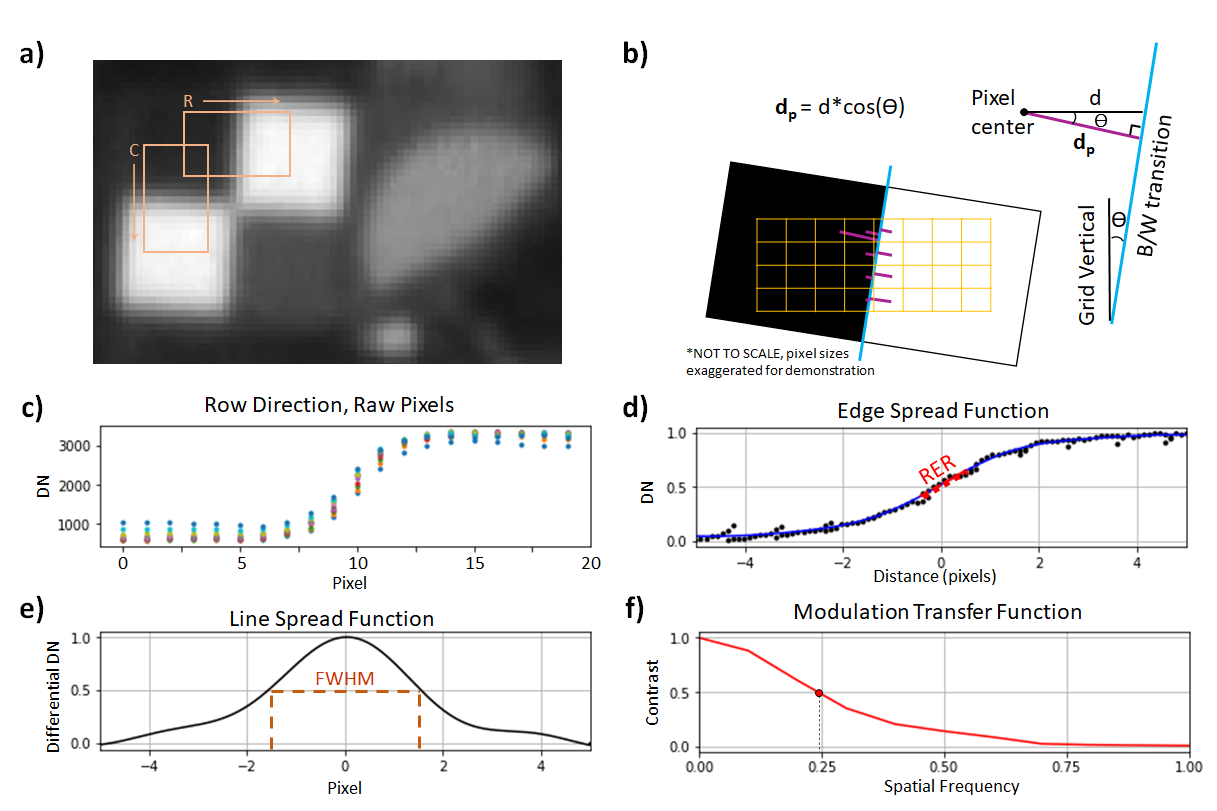 a)
R
C
b)
dp = d*cos(Ɵ)
Pixel
center
d
Ɵ
dp
B/W transition
Grid Vertical
Ɵ
*NOT TO SCALE, pixel sizes
exaggerated for demonstration
c)
Row Direction, Raw Pixels
DN
3000
2000
1000
0 5 10 15 20
Pixel
d)
Edge Spread Function
DN
1.0
0.5
0.0
RER
−4 −2 0 2 4
Distance (pixels)
e)
Line Spread Function
Differential DN
1.0
0.5
0.0
FWHM
−4 −2 0 2 4
Pixel
f)
Modulation Transfer Function
Contrast
1.0
0.5
0.0
0.00 0.25 0.50 0.75 1.00
Spatial Frequency